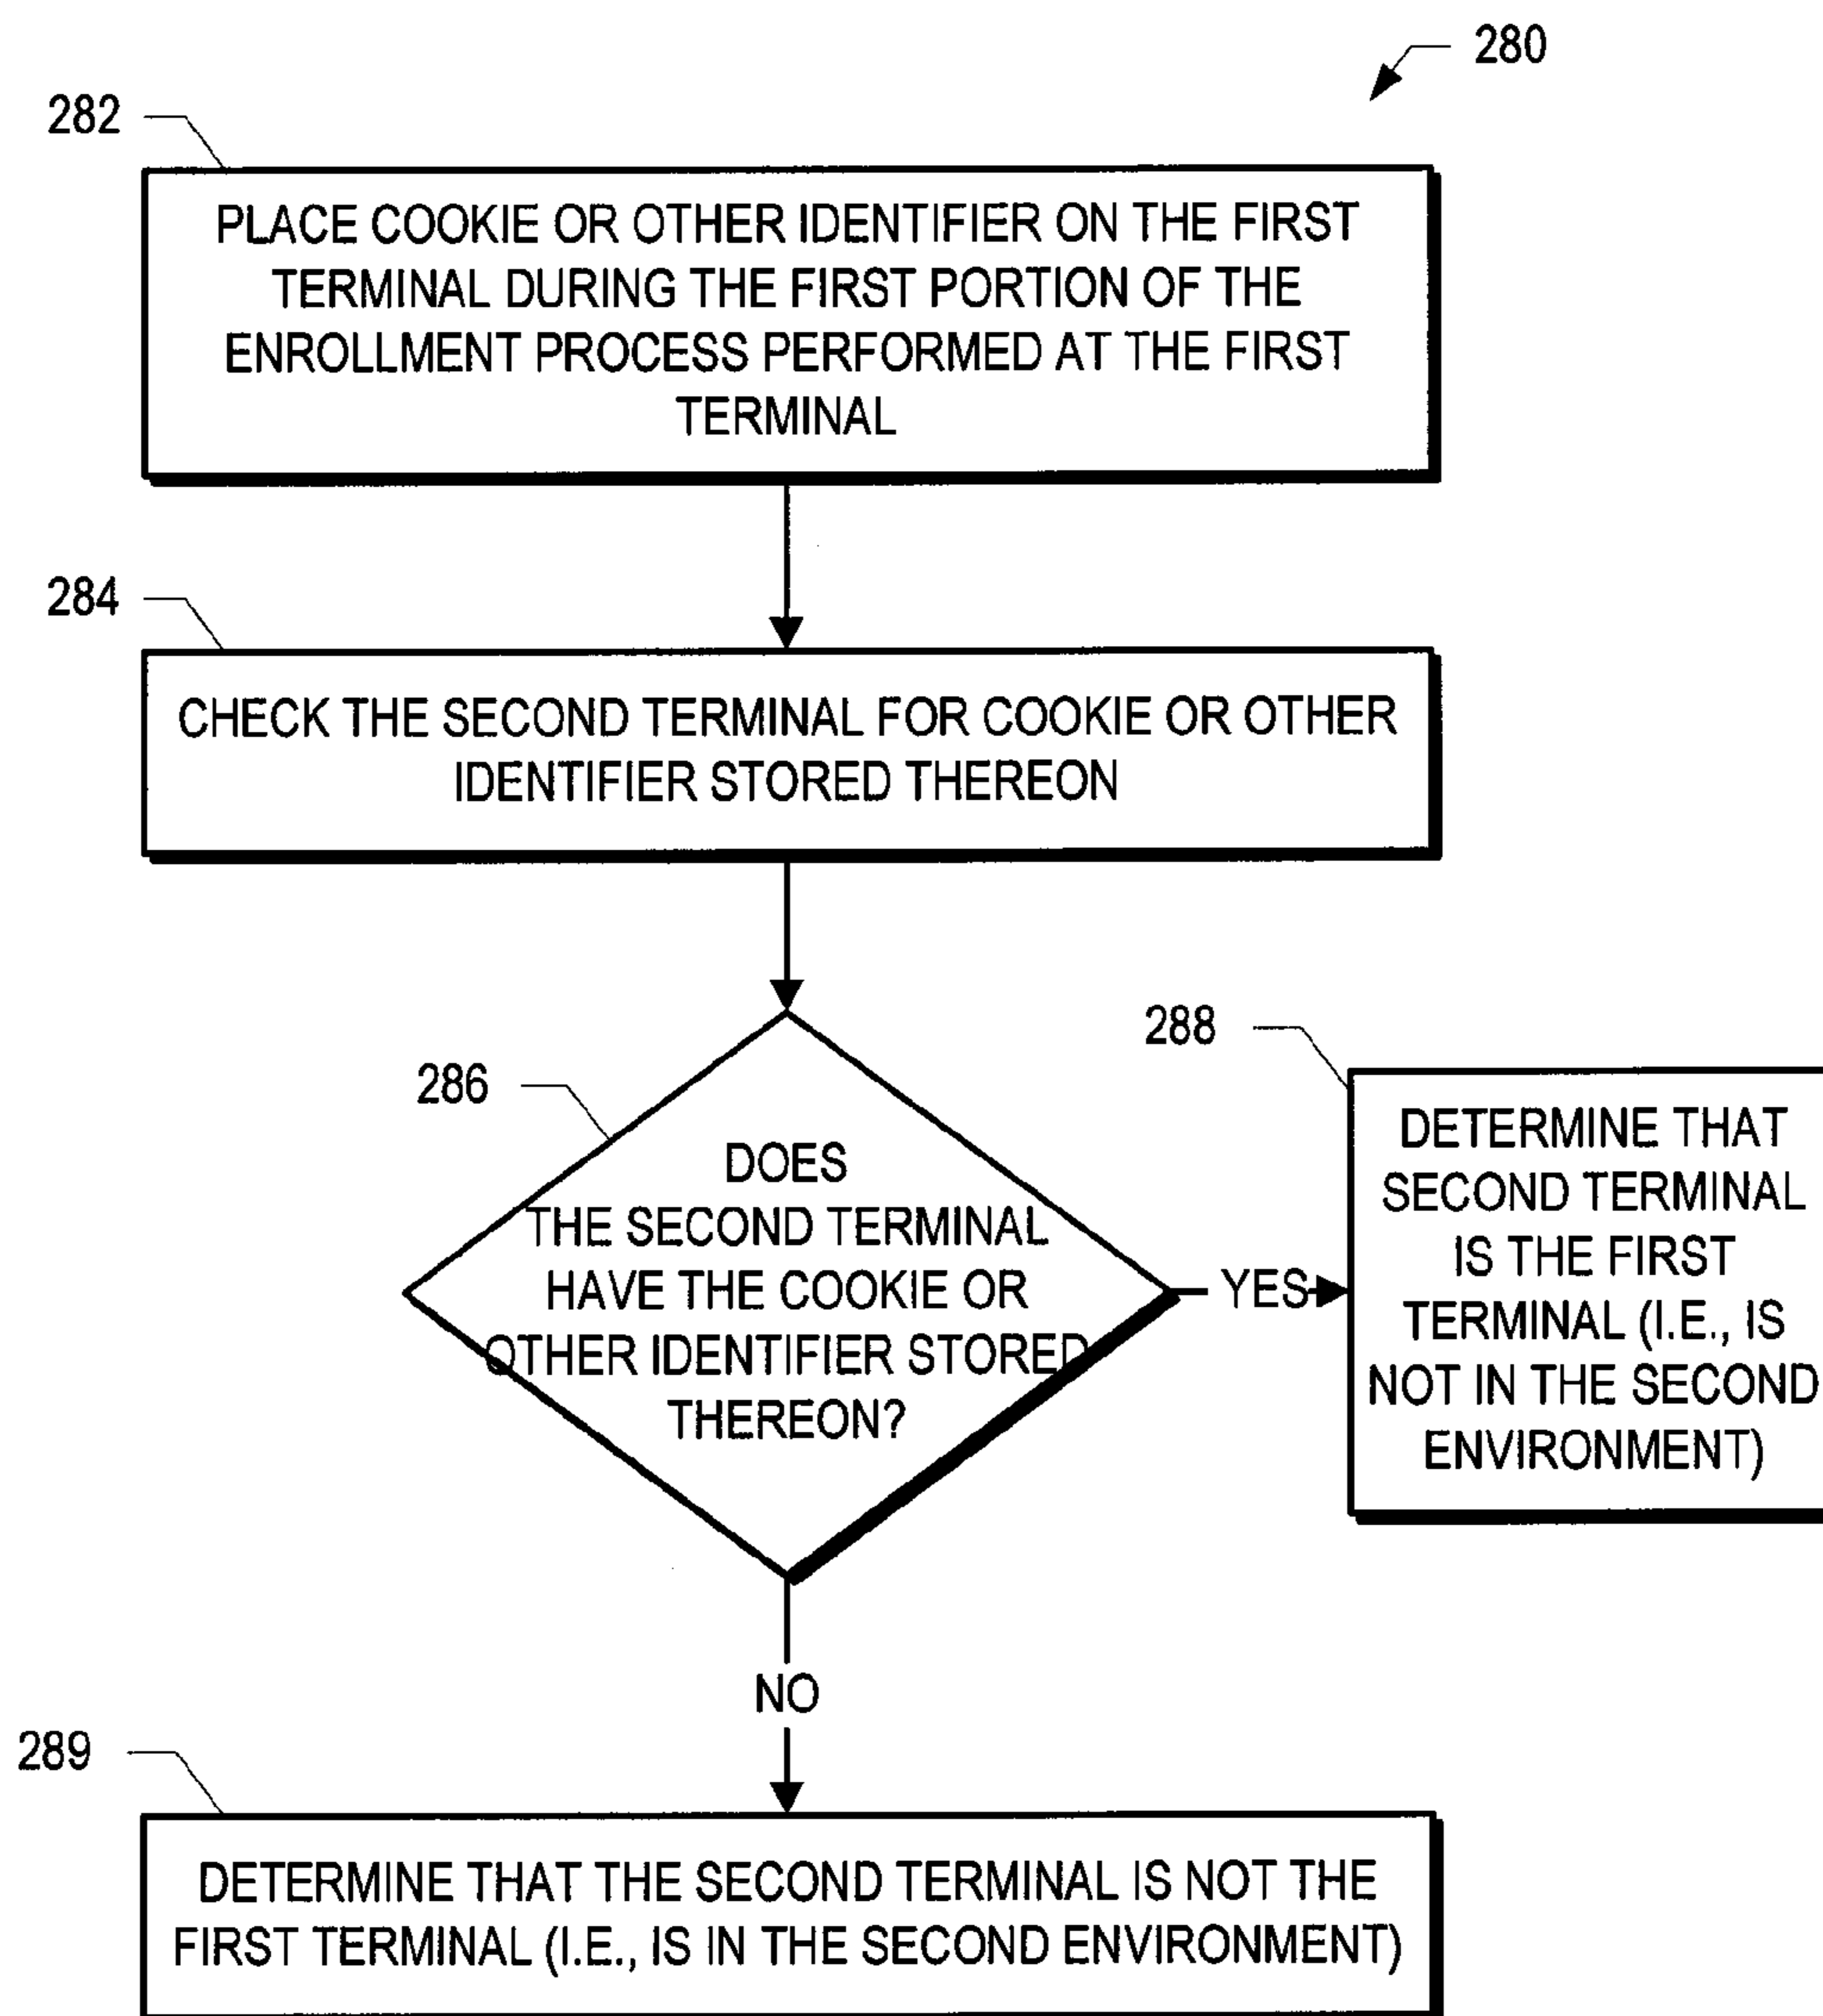 280
282
PLACE COOKIE OR OTHER IDENTIFIER ON THE FIRST
TERMINAL DURING THE FIRST PORTION OF THE
ENROLLMENT PROCESS PERFORMED AT THE FIRST
TERMINAL
284
CHECK THE SECOND TERMINAL FOR COOKIE OR OTHER
IDENTIFIER STORED THEREON
286
DOES
THE SECOND TERMINAL
HAVE THE COOKIE OR
OTHER IDENTIFIER STORED
THEREON?
YES
288
DETERMINE THAT
SECOND TERMINAL
IS THE FIRST
TERMINAL (I.E., IS
NOT IN THE SECOND
ENVIRONMENT)
NO
289
DETERMINE THAT THE SECOND TERMINAL IS NOT THE
FIRST TERMINAL (I.E., IS IN THE SECOND ENVIRONMENT)